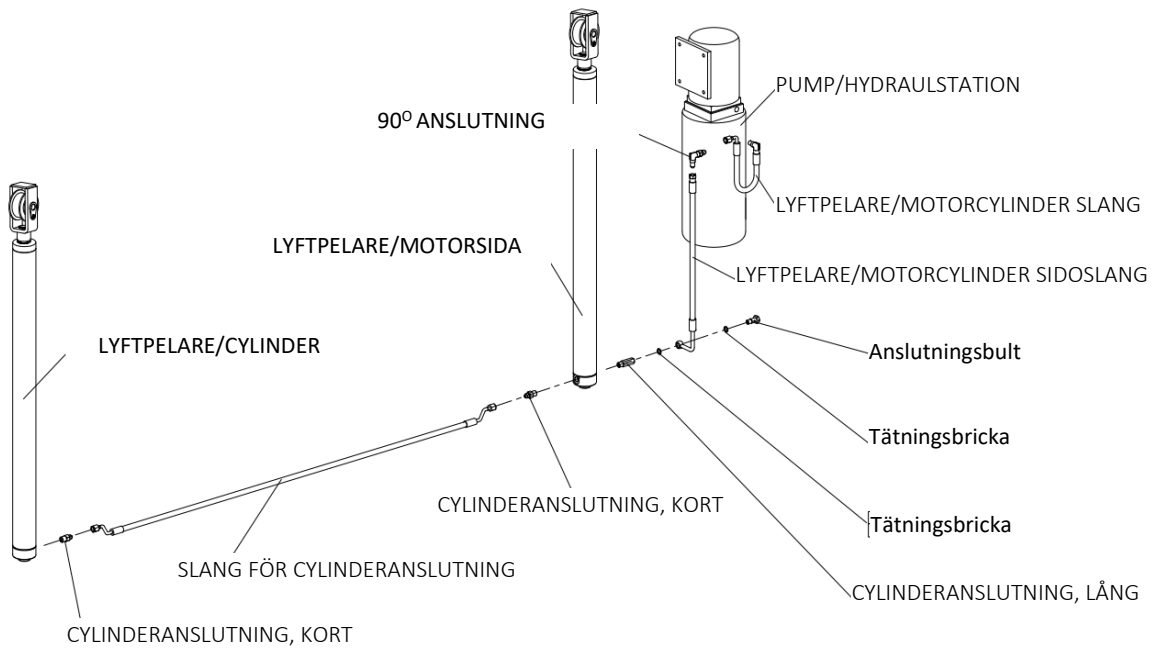 PUMP/HYDRAULSTATION
90⁰ ANSLUTNING
LYFTPELARE/MOTORCYLINDER SLANG
LYFTPELARE/MOTORSIDA
LYFTPELARE/MOTORCYLINDER SIDOSLANG
LYFTPELARE/CYLINDER
Anslutningsbult
Tätningsbricka
CYLINDERANSLUTNING, KORT
Tätningsbricka
SLANG FÖR CYLINDERANSLUTNING
CYLINDERANSLUTNING, LÅNG
CYLINDERANSLUTNING, KORT